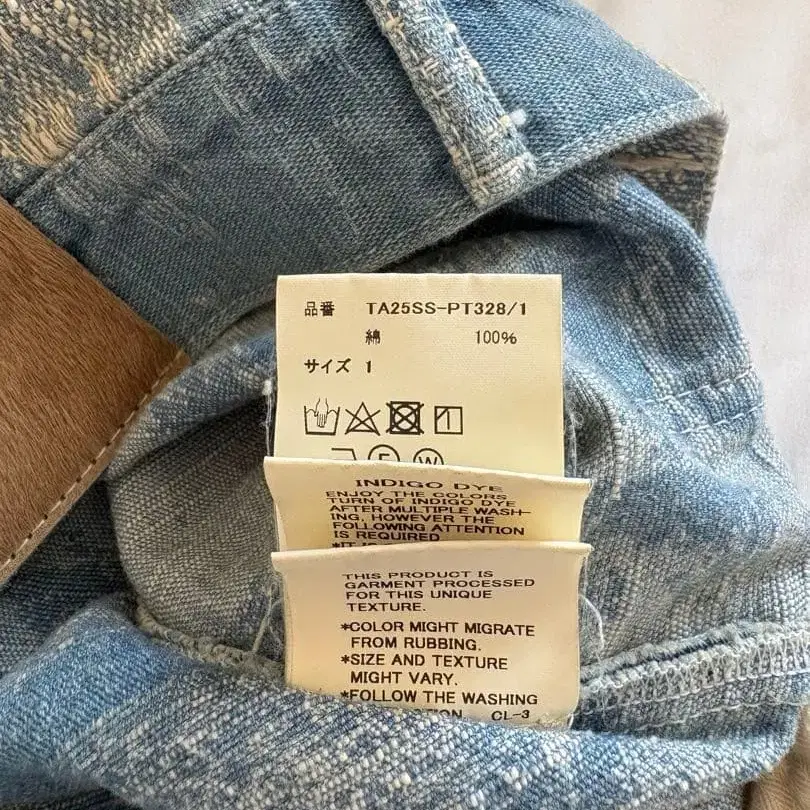 品番 TA25SS-PT328/1
綿 100%
サイズ 1
F W
INDIGO DYE
ENJOY THE COLORS
TURN OF INDIGO DYE
AFTER MULTIPLE WASH-
ING, HOWEVER THE
FOLLOWING ATTENTION
IS REQUIRED
*IT IS
THIS PRODUCT IS
GARMENT PROCESSED
FOR THIS UNIQUE
TEXTURE.
*COLOR MIGHT MIGRATE
FROM RUBBING.
*SIZE AND TEXTURE
MIGHT VARY.
*FOLLOW THE WASHING
CL-3